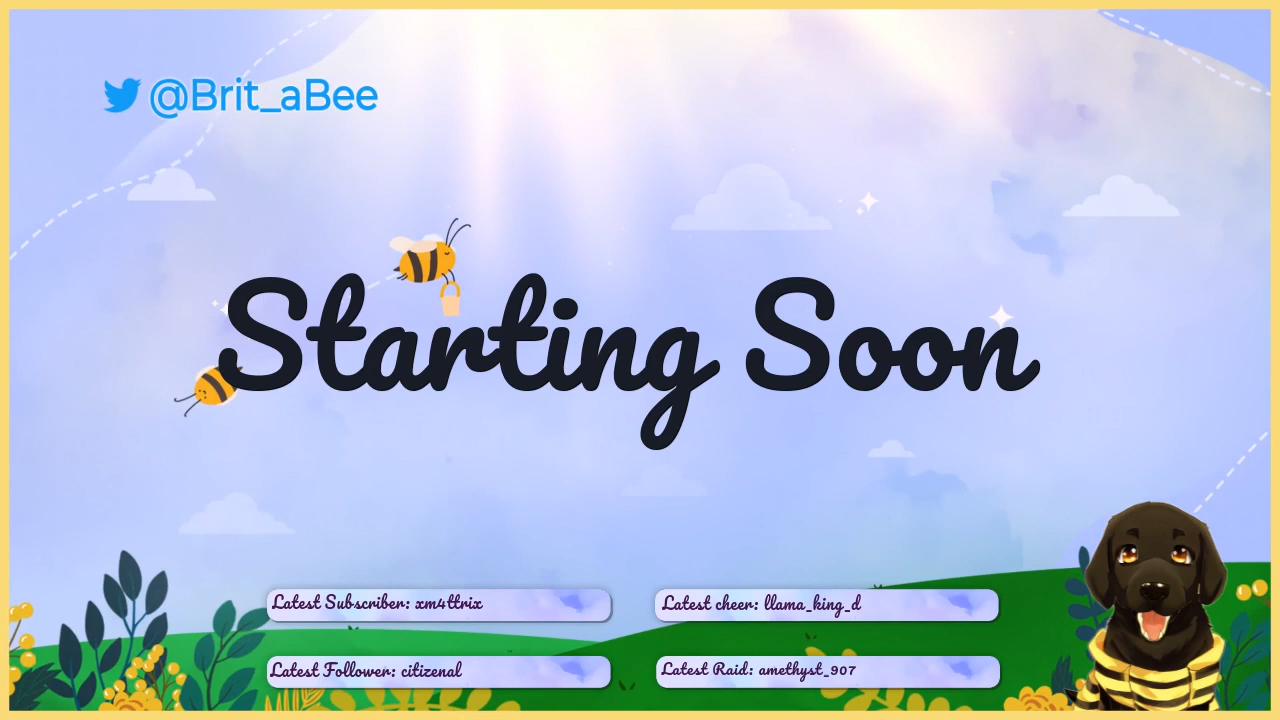 @Brit_aBee
Starting Soon
Latest Subscriber: xm4ttrix
Latest cheer: llama_king_d
Latest Follower: citizenal
Latest Raid: amethyst_907